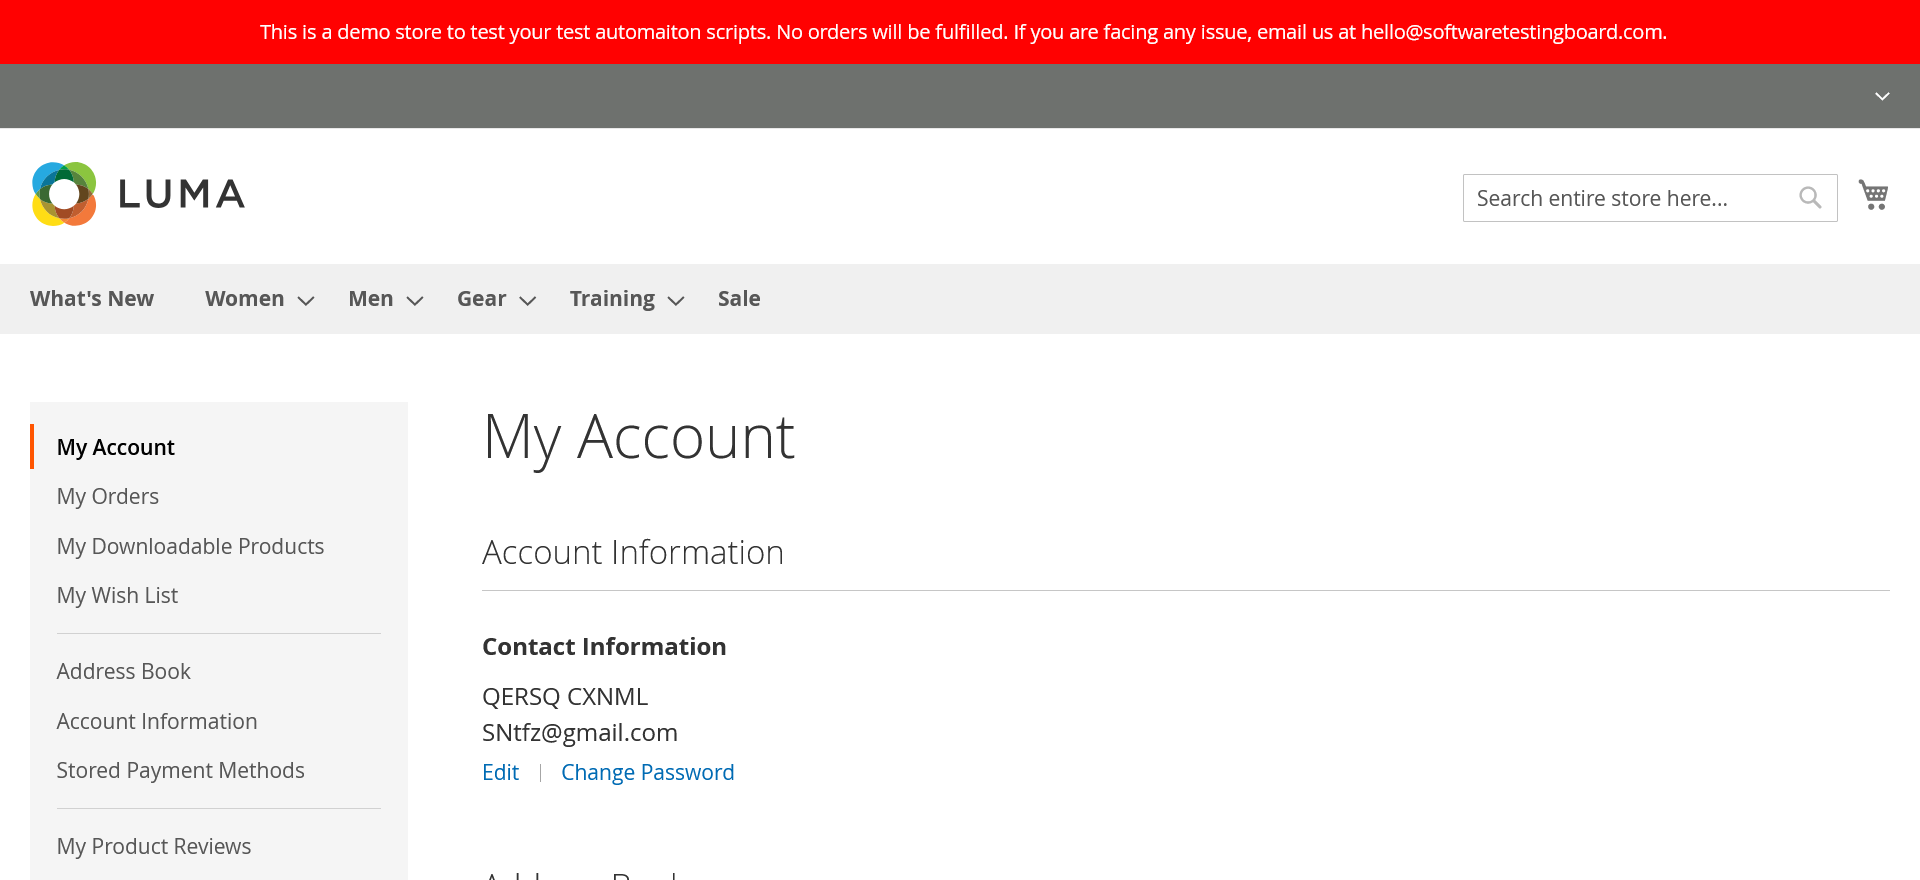 This is a demo store to test your test automaiton scripts. No orders will be fulfilled. If you are facing any issue, email us at hello@softwaretestingboard.com.
LUMA
Search entire store here...
What's New Women Men Gear Training Sale
My Account
My Orders
My Downloadable Products
My Wish List
Address Book
Account Information
Stored Payment Methods
My Product Reviews
My Account
Account Information
Contact Information
QERSQ CXNML
SNtfz@gmail.com
Edit | Change Password